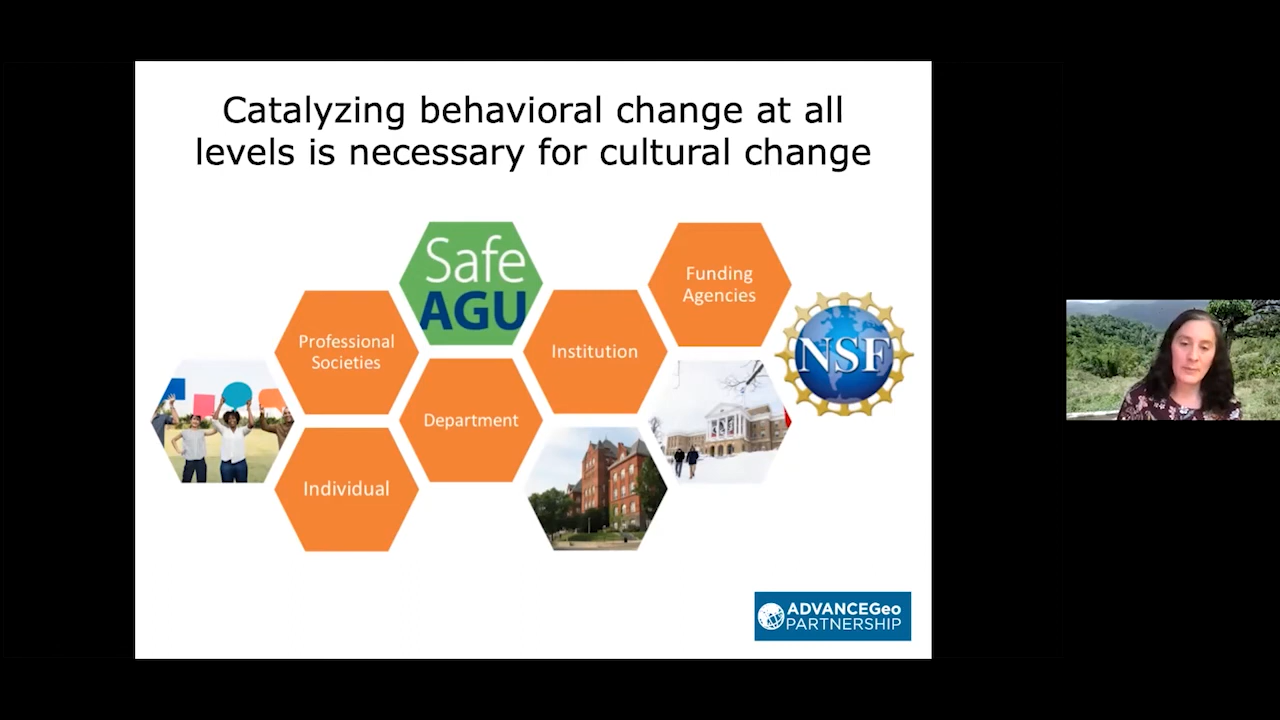 Catalyzing behavioral change at all
levels is necessary for cultural change
Safe
AGU
Funding
Agencies
Professional
Societies
Institution
NSF
Department
Individual
ADVANCEGeo
PARTNERSHIP